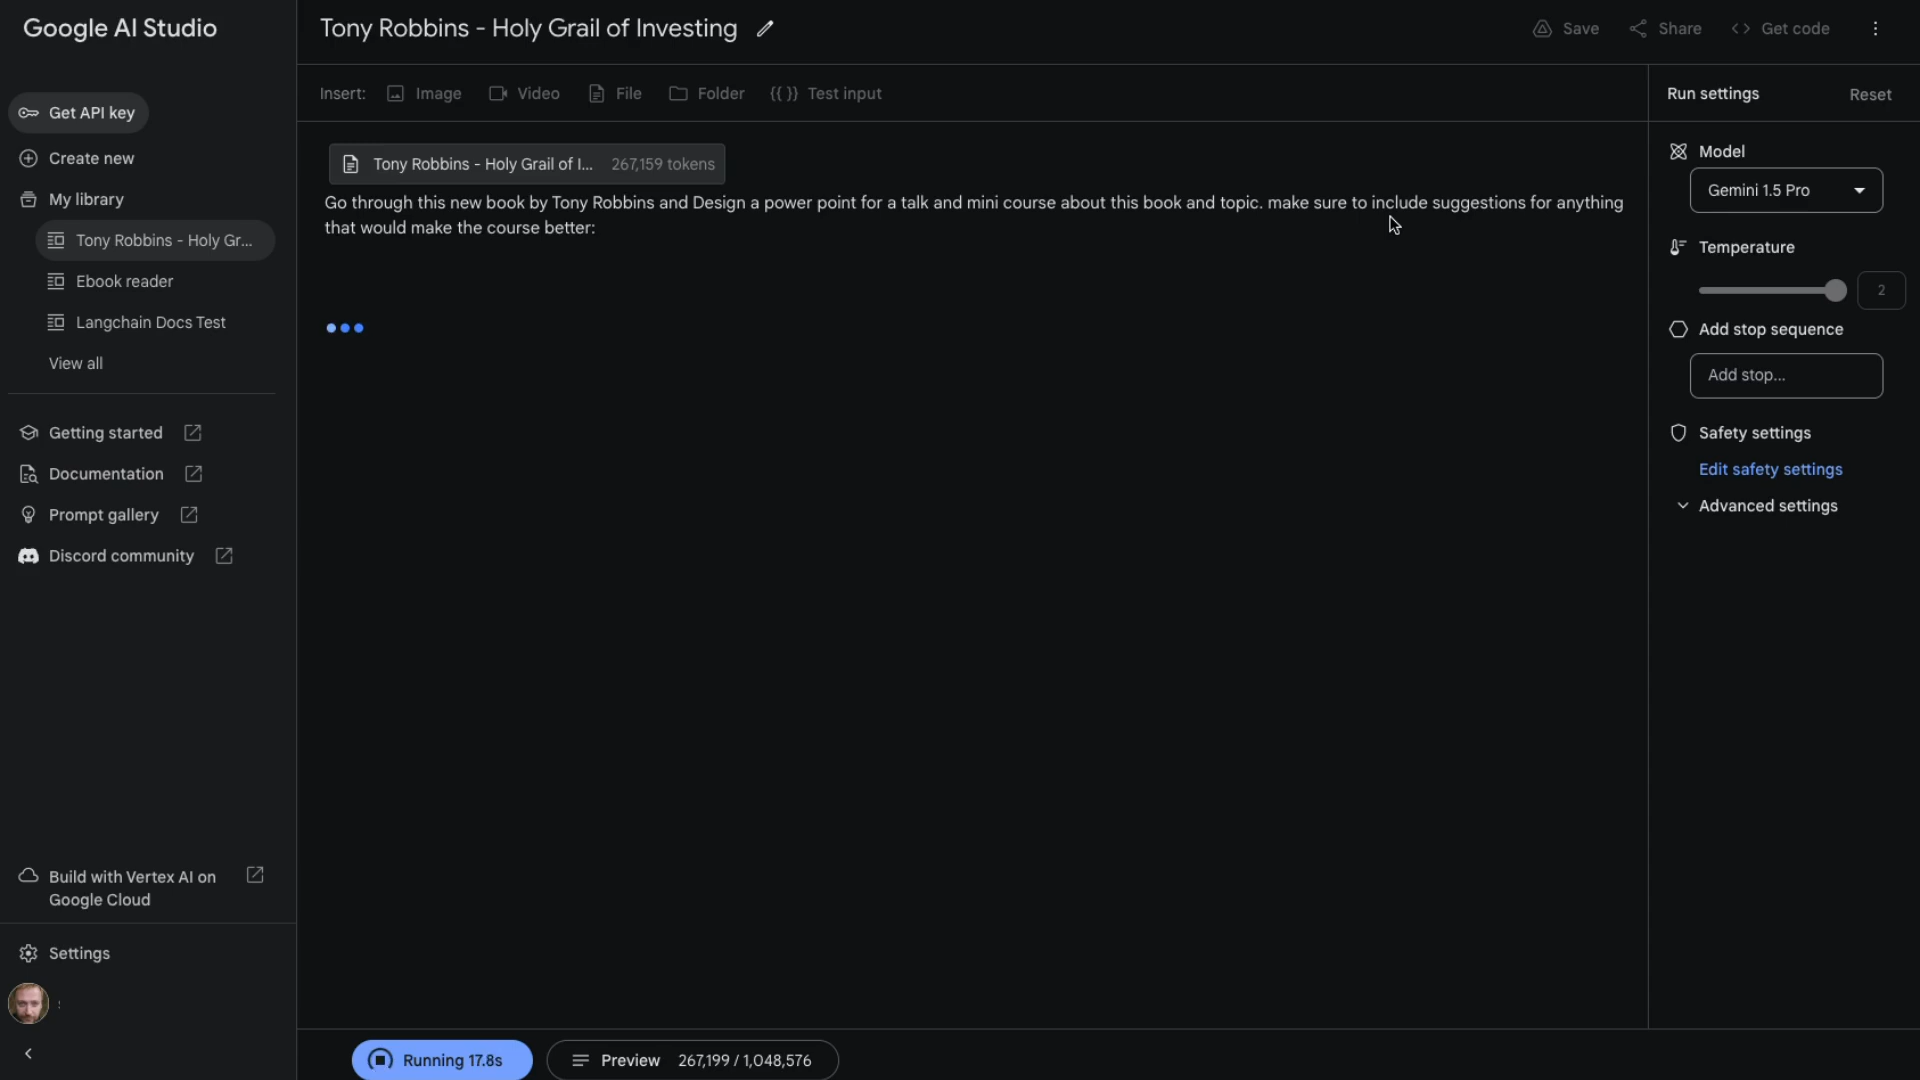 Google AI Studio
Tony Robbins - Holy Grail of Investing
Save
Share
Get code
Get API key
Create new
My library
Tony Robbins - Holy Gr...
Ebook reader
Langchain Docs Test
View all
Getting started
Documentation
Prompt gallery
Discord community
Build with Vertex AI on
Google Cloud
Settings
Insert: Image Video File Folder {{ }} Test input
Tony Robbins - Holy Grail of I... 267,159 tokens
Go through this new book by Tony Robbins and Design a power point for a talk and mini course about this book and topic. make sure to include suggestions for anything
that would make the course better:
Running 17.8s
Preview 267,199 / 1,048,576
Run settings Reset
Model
Gemini 1.5 Pro
Temperature
2
Add stop sequence
Add stop...
Safety settings
Edit safety settings
Advanced settings